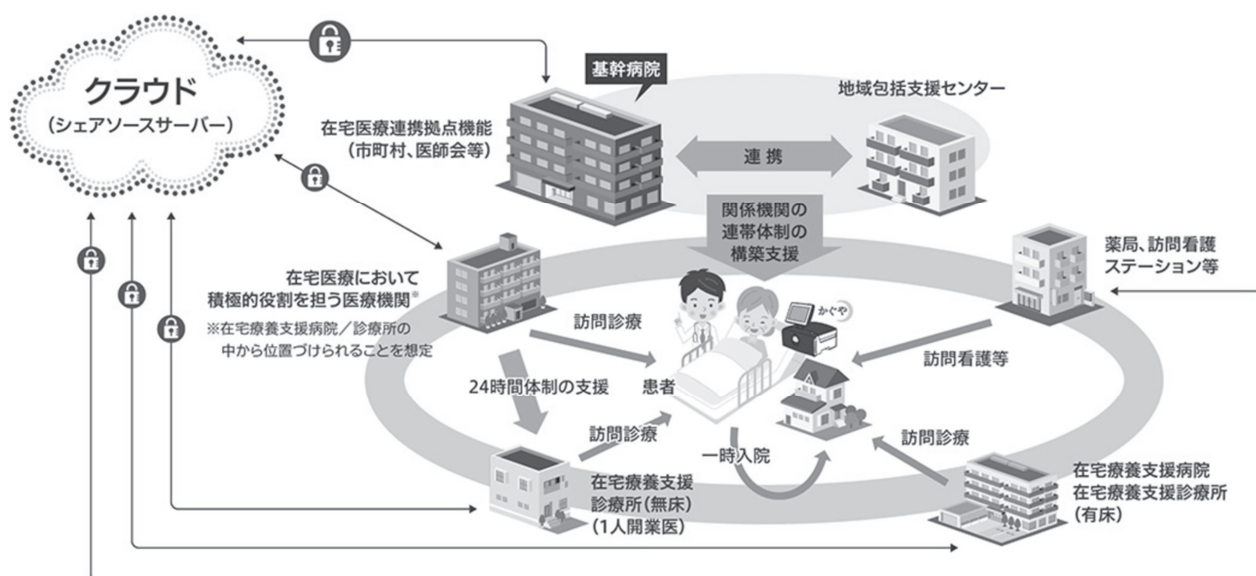 クラウド
（シェアソースサーバー）
基幹病院
在宅医療連携拠点機能
（市町村、医師会等）
地域包括支援センター
連 携
関係機関の
連帯体制の
構築支援
在宅医療において
積極的役割を担う医療機関※
※在宅療養支援病院／診療所の
中から位置づけられることを想定
薬局、訪問看護
ステーション等
かぐや
訪問診療
訪問看護等
24時間体制の支援
患者
訪問診療
一時入院
訪問診療
在宅療養支援
診療所（無床）
（1人開業医）
在宅療養支援病院
在宅療養支援診療所
（有床）